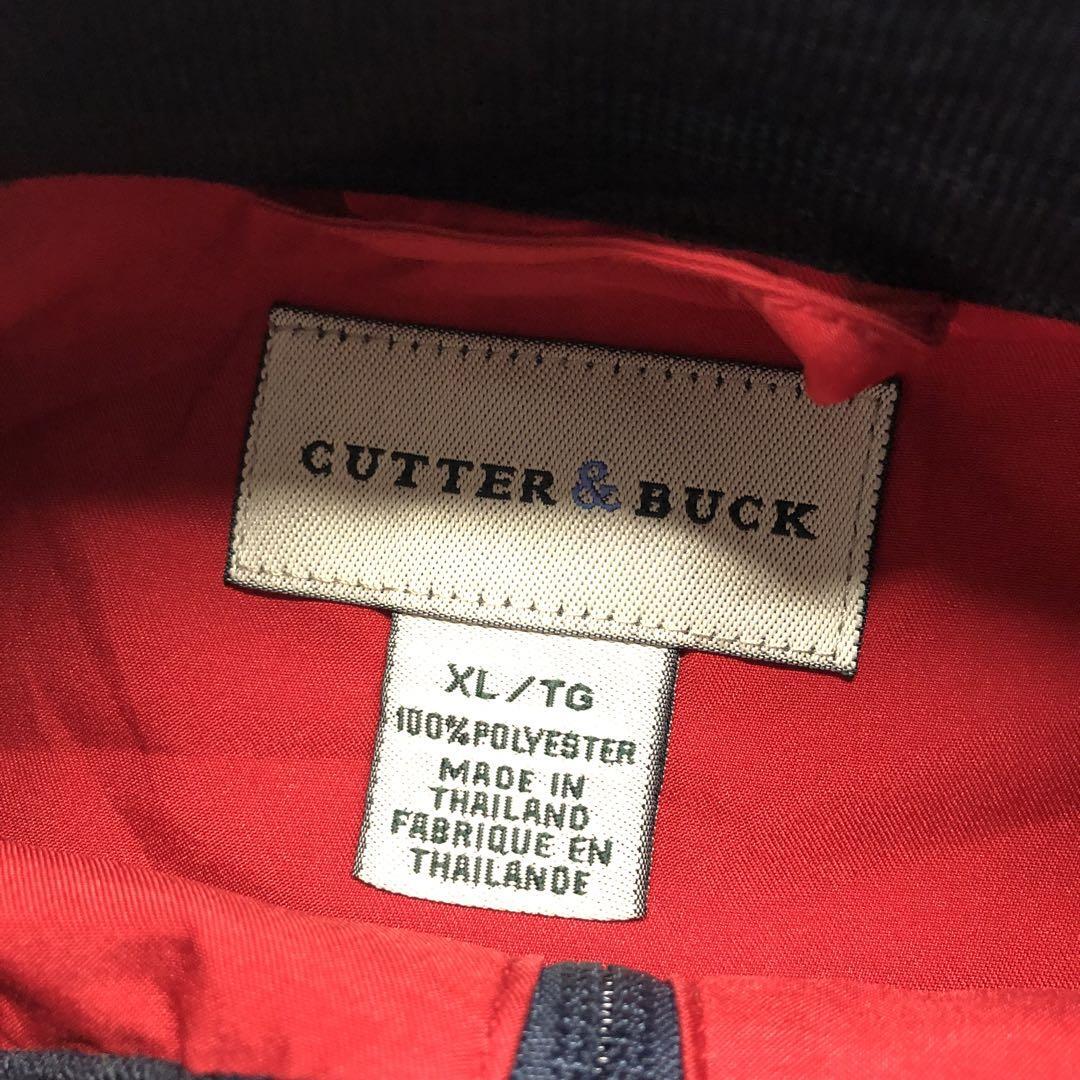 CUTTER & BUCK
XL/TG
100% POLYESTER
MADE IN
THAILAND
FABRIQUE EN
THAILANDE